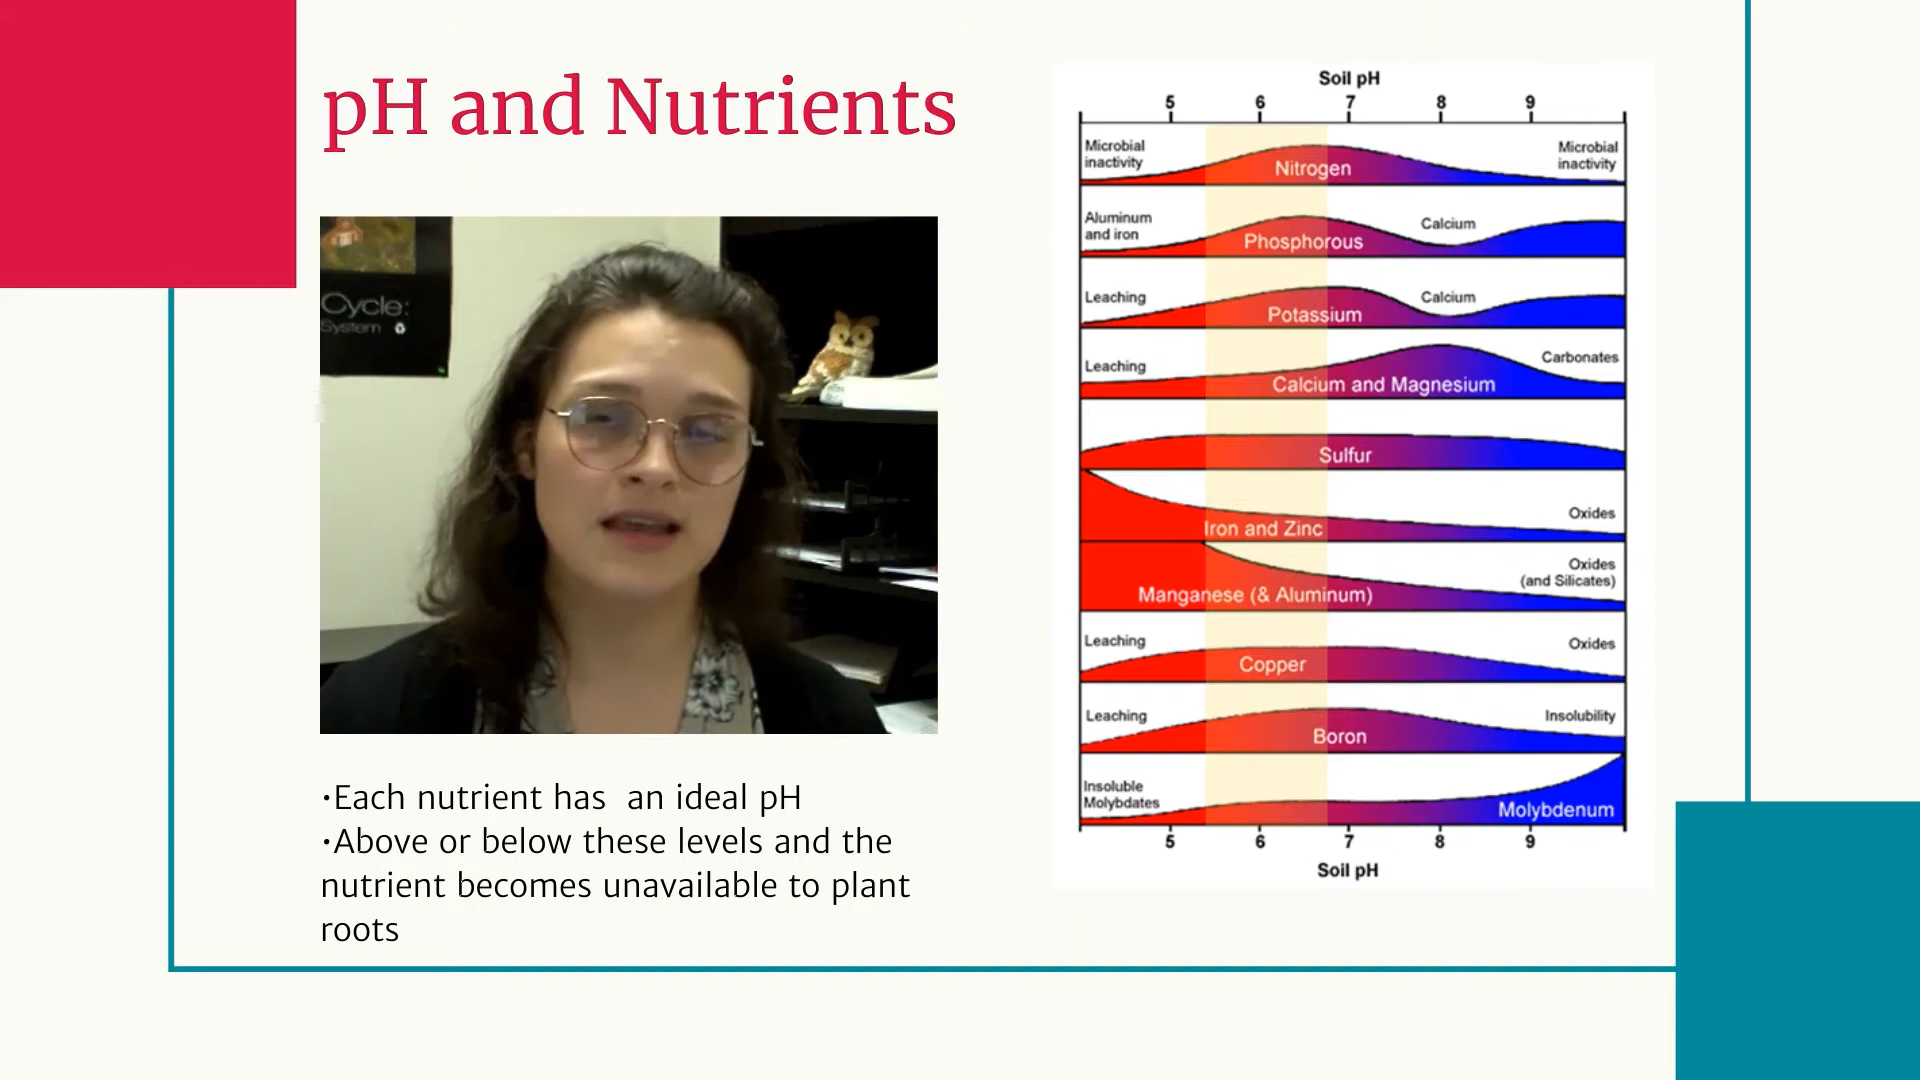 pH and Nutrients
Cycle:
System
•Each nutrient has  an ideal pH
•Above or below these levels and the
nutrient becomes unavailable to plant
roots
Soil pH
5 6 7 8 9
Microbial
inactivity
Nitrogen
Microbial
inactivity
Aluminum
and iron
Phosphorous
Calcium
Leaching
Potassium
Calcium
Leaching
Calcium and Magnesium
Carbonates
Sulfur
Iron and Zinc
Oxides
Manganese (& Aluminum)
Oxides
(and Silicates)
Leaching
Copper
Oxides
Leaching
Boron
Insolubility
Insoluble
Molybdates
Molybdenum
5 6 7 8 9
Soil pH